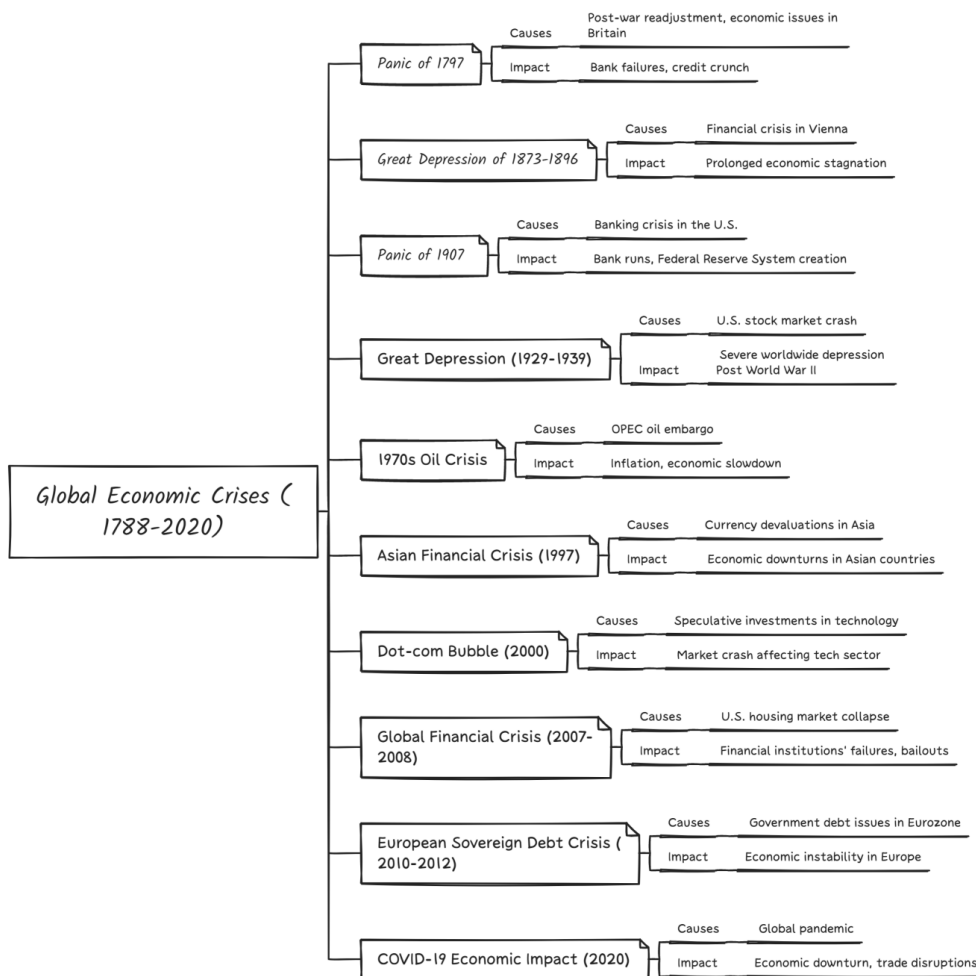 Global Economic Crises (
1788-2020)
Panic of 1797
Causes
Post-war readjustment, economic issues in
Britain
Impact
Bank failures, credit crunch
Great Depression of 1873-1896
Causes
Financial crisis in Vienna
Impact
Prolonged economic stagnation
Panic of 1907
Causes
Banking crisis in the U.S.
Impact
Bank runs, Federal Reserve System creation
Great Depression (1929-1939)
Causes
U.S. stock market crash
Impact
Severe worldwide depression
Post World War II
1970s Oil Crisis
Causes
OPEC oil embargo
Impact
Inflation, economic slowdown
Asian Financial Crisis (1997)
Causes
Currency devaluations in Asia
Impact
Economic downturns in Asian countries
Dot-com Bubble (2000)
Causes
Speculative investments in technology
Impact
Market crash affecting tech sector
Global Financial Crisis (2007-
2008)
Causes
U.S. housing market collapse
Impact
Financial institutions' failures, bailouts
European Sovereign Debt Crisis (
2010-2012)
Causes
Government debt issues in Eurozone
Impact
Economic instability in Europe
COVID-19 Economic Impact (2020)
Causes
Global pandemic
Impact
Economic downturn, trade disruptions